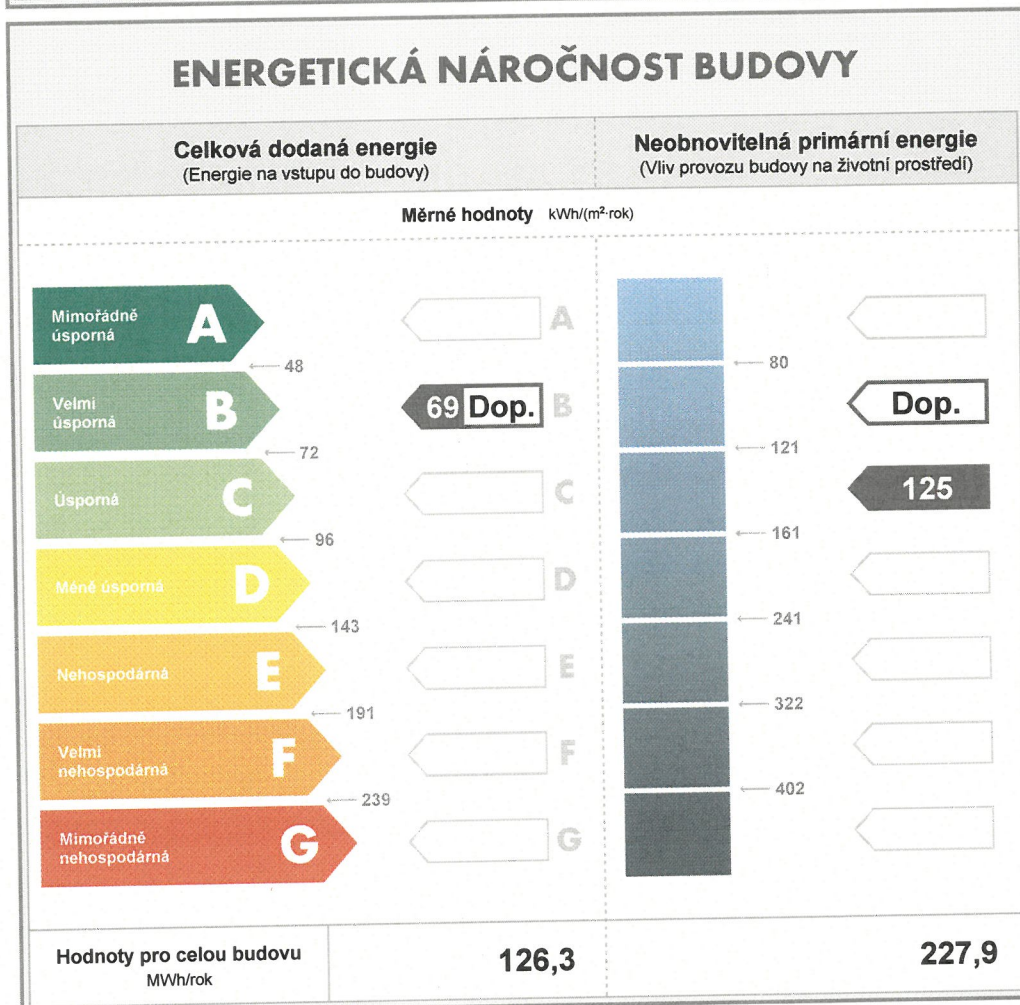 ENERGETICKÁ NÁROČNOST BUDOVY
Celková dodaná energie
(Energie na vstupu do budovy)
Neobnovitelná primární energie
(Vliv provozu budovy na životní prostředí)
Měrné hodnoty kWh/(m²·rok)
Mimořádně
úsporná
A
A
48
80
Velmi
úsporná
B
69 Dop.
B
Dop.
72
121
Úsporná
C
C
125
96
161
Méně úsporná
D
D
143
241
Nehospodárná
E
E
191
322
Velmi
nehospodárná
F
F
239
402
Mimořádně
nehospodárná
G
G
Hodnoty pro celou budovu
MWh/rok
126,3
227,9